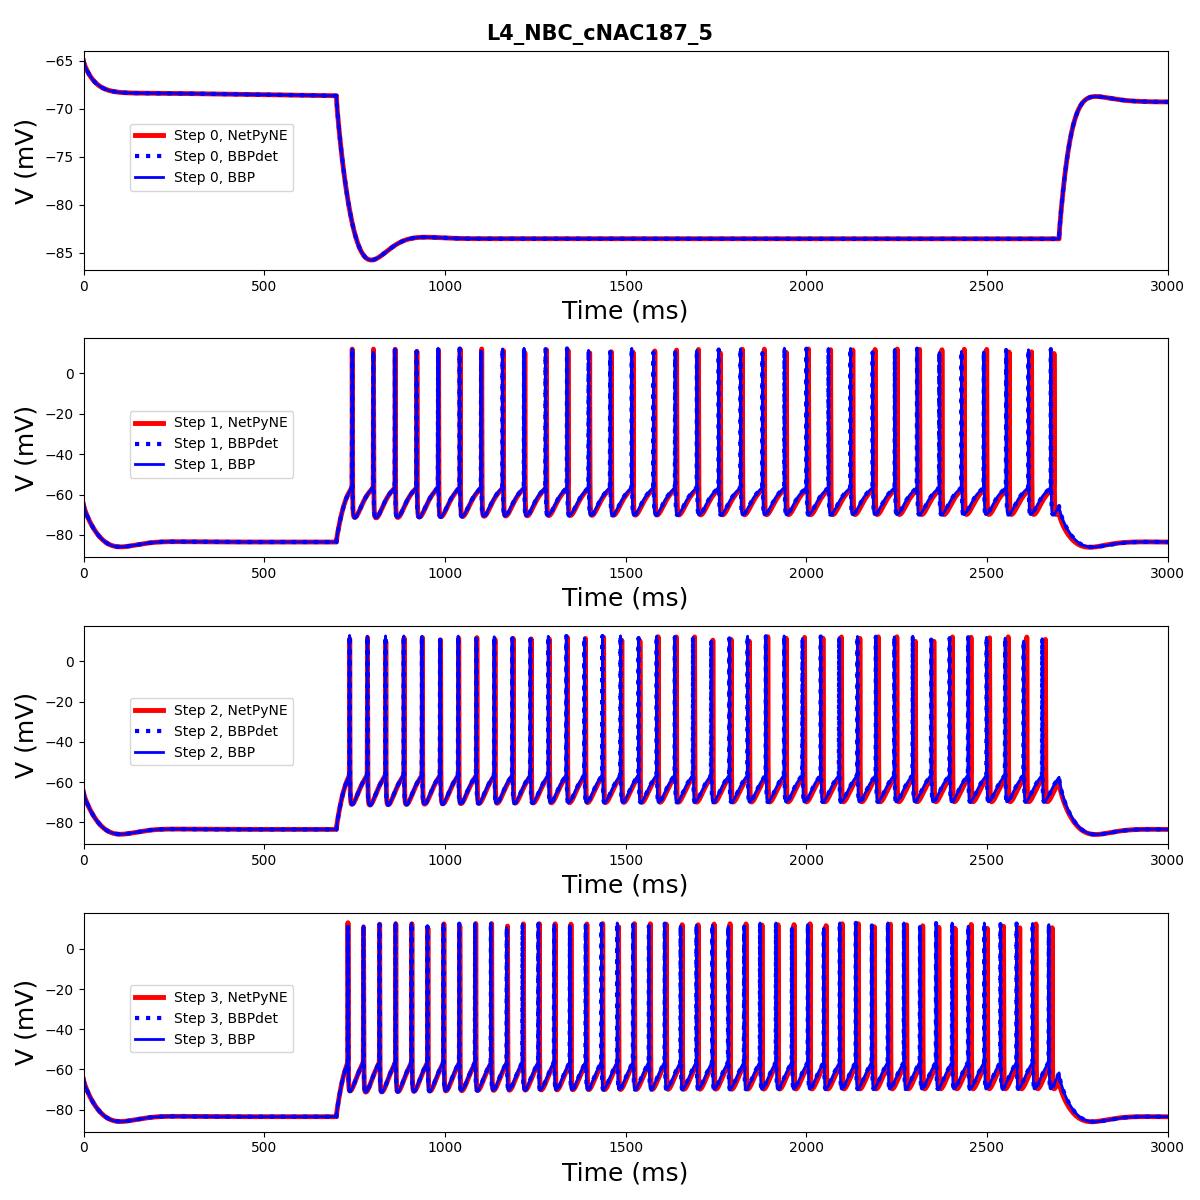 L4_NBC_cNAC187_5
−65
−70
−75
−80
−85
V (mV)
Step 0, NetPyNE
Step 0, BBPdet
Step 0, BBP
0 500 1000 1500 2000 2500 3000
Time (ms)
0
−20
−40
−60
−80
V (mV)
Step 1, NetPyNE
Step 1, BBPdet
Step 1, BBP
0 500 1000 1500 2000 2500 3000
Time (ms)
0
−20
−40
−60
−80
V (mV)
Step 2, NetPyNE
Step 2, BBPdet
Step 2, BBP
0 500 1000 1500 2000 2500 3000
Time (ms)
0
−20
−40
−60
−80
V (mV)
Step 3, NetPyNE
Step 3, BBPdet
Step 3, BBP
0 500 1000 1500 2000 2500 3000
Time (ms)